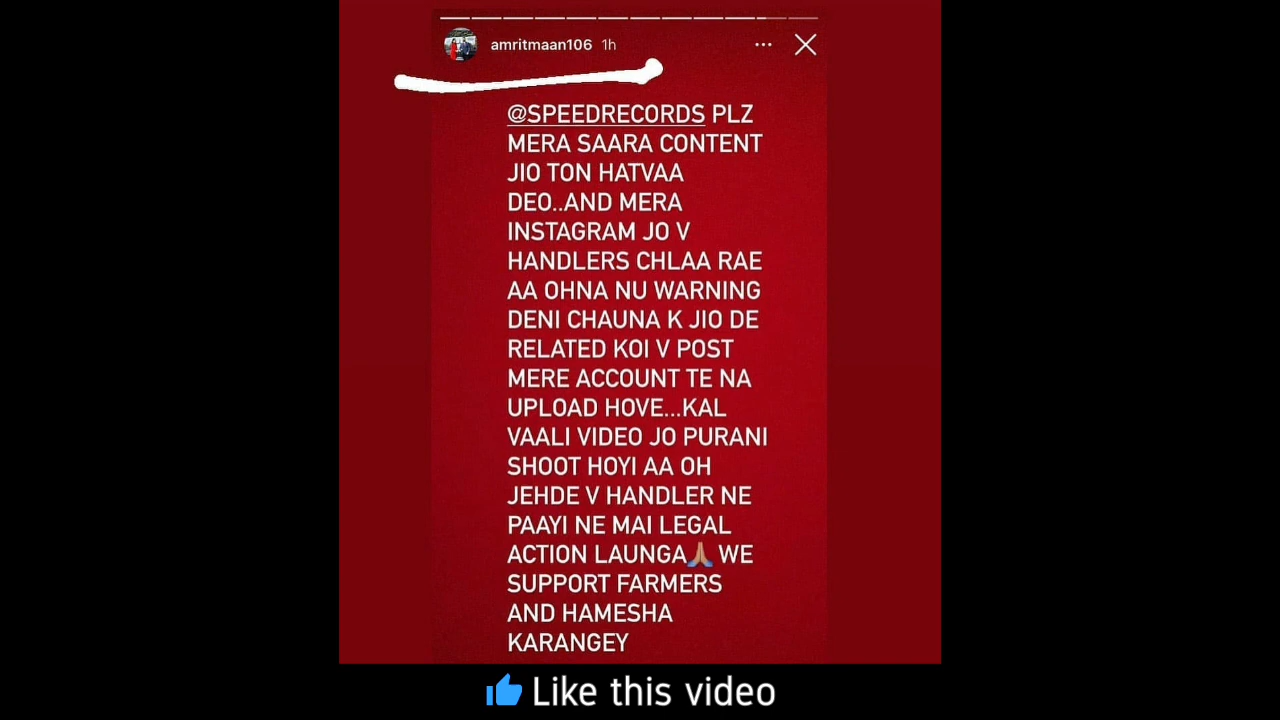 amritmaan106 1h
@SPEEDRECORDS PLZ
MERA SAARA CONTENT
JIO TON HATVAA
DEO..AND MERA
INSTAGRAM JO V
HANDLERS CHLAA RAE
AA OHNA NU WARNING
DENI CHAUNA K JIO DE
RELATED KOI V POST
MERE ACCOUNT TE NA
UPLOAD HOVE...KAL
VAALI VIDEO JO PURANI
SHOOT HOYI AA OH
JEHDE V HANDLER NE
PAAYI NE MAI LEGAL
ACTION LAUNGA🙏🏽 WE
SUPPORT FARMERS
AND HAMESHA
KARANGEY
Like this video